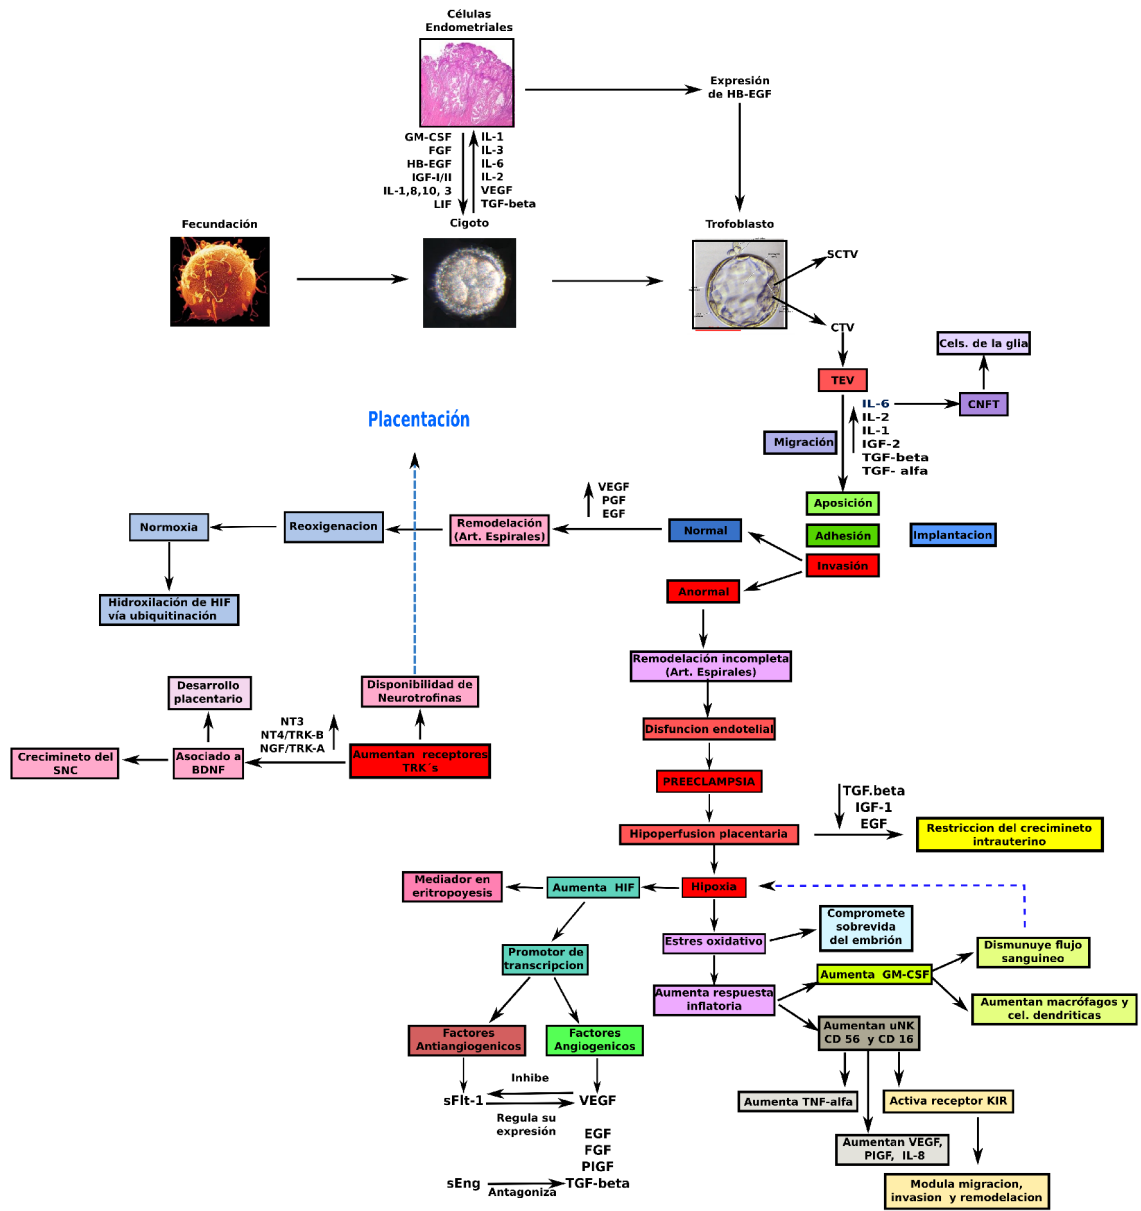 Células
Endometriales
Expresión
de HB-EGF
GM-CSF
FGF
HB-EGF
IGF-I/II
IL-1,8,10, 3
LIF
IL-1
IL-3
IL-6
IL-2
VEGF
TGF-beta
Fecundación
Cigoto
Trofoblasto
SCTV
CTV
Cels. de la glia
TEV
IL-6
IL-2
IL-1
IGF-2
TGF-beta
TGF- alfa
CNFT
Migración
Placentación
Aposición
Adhesión
Invasión
Implantacion
VEGF
PGF
EGF
Normal
Remodelación
(Art. Espirales)
Reoxigenacion
Normoxia
Hidroxilación de HIF
vía ubiquitinación
Anormal
Remodelación incompleta
(Art. Espirales)
Disfuncion endotelial
PREECLAMPSIA
Hipoperfusion placentaria
TGF.beta
IGF-1
EGF
Restriccion del crecimineto
intrauterino
Disponibilidad de
Neurotrofinas
Desarrollo
placentario
NT3
NT4/TRK-B
NGF/TRK-A
Aumentan receptores
TRK´s
Asociado a
BDNF
Crecimineto del
SNC
Hipoxia
Aumenta HIF
Mediador en
eritropoyesis
Promotor de
transcripcion
Factores
Antiangiogenicos
Factores
Angiogenicos
sFlt-1
Inhibe
VEGF
Regula su
expresión
EGF
FGF
PlGF
TGF-beta
sEng
Antagoniza
Estres oxidativo
Compromete
sobrevida
del embrión
Aumenta respuesta
inflatoria
Aumenta GM-CSF
Dismunuye flujo
sanguineo
Aumentan macrófagos y
cel. dendriticas
Aumentan uNK
CD 56 y CD 16
Aumenta TNF-alfa
Activa receptor KIR
Aumentan VEGF,
PlGF, IL-8
Modula migracion,
invasion y remodelacion